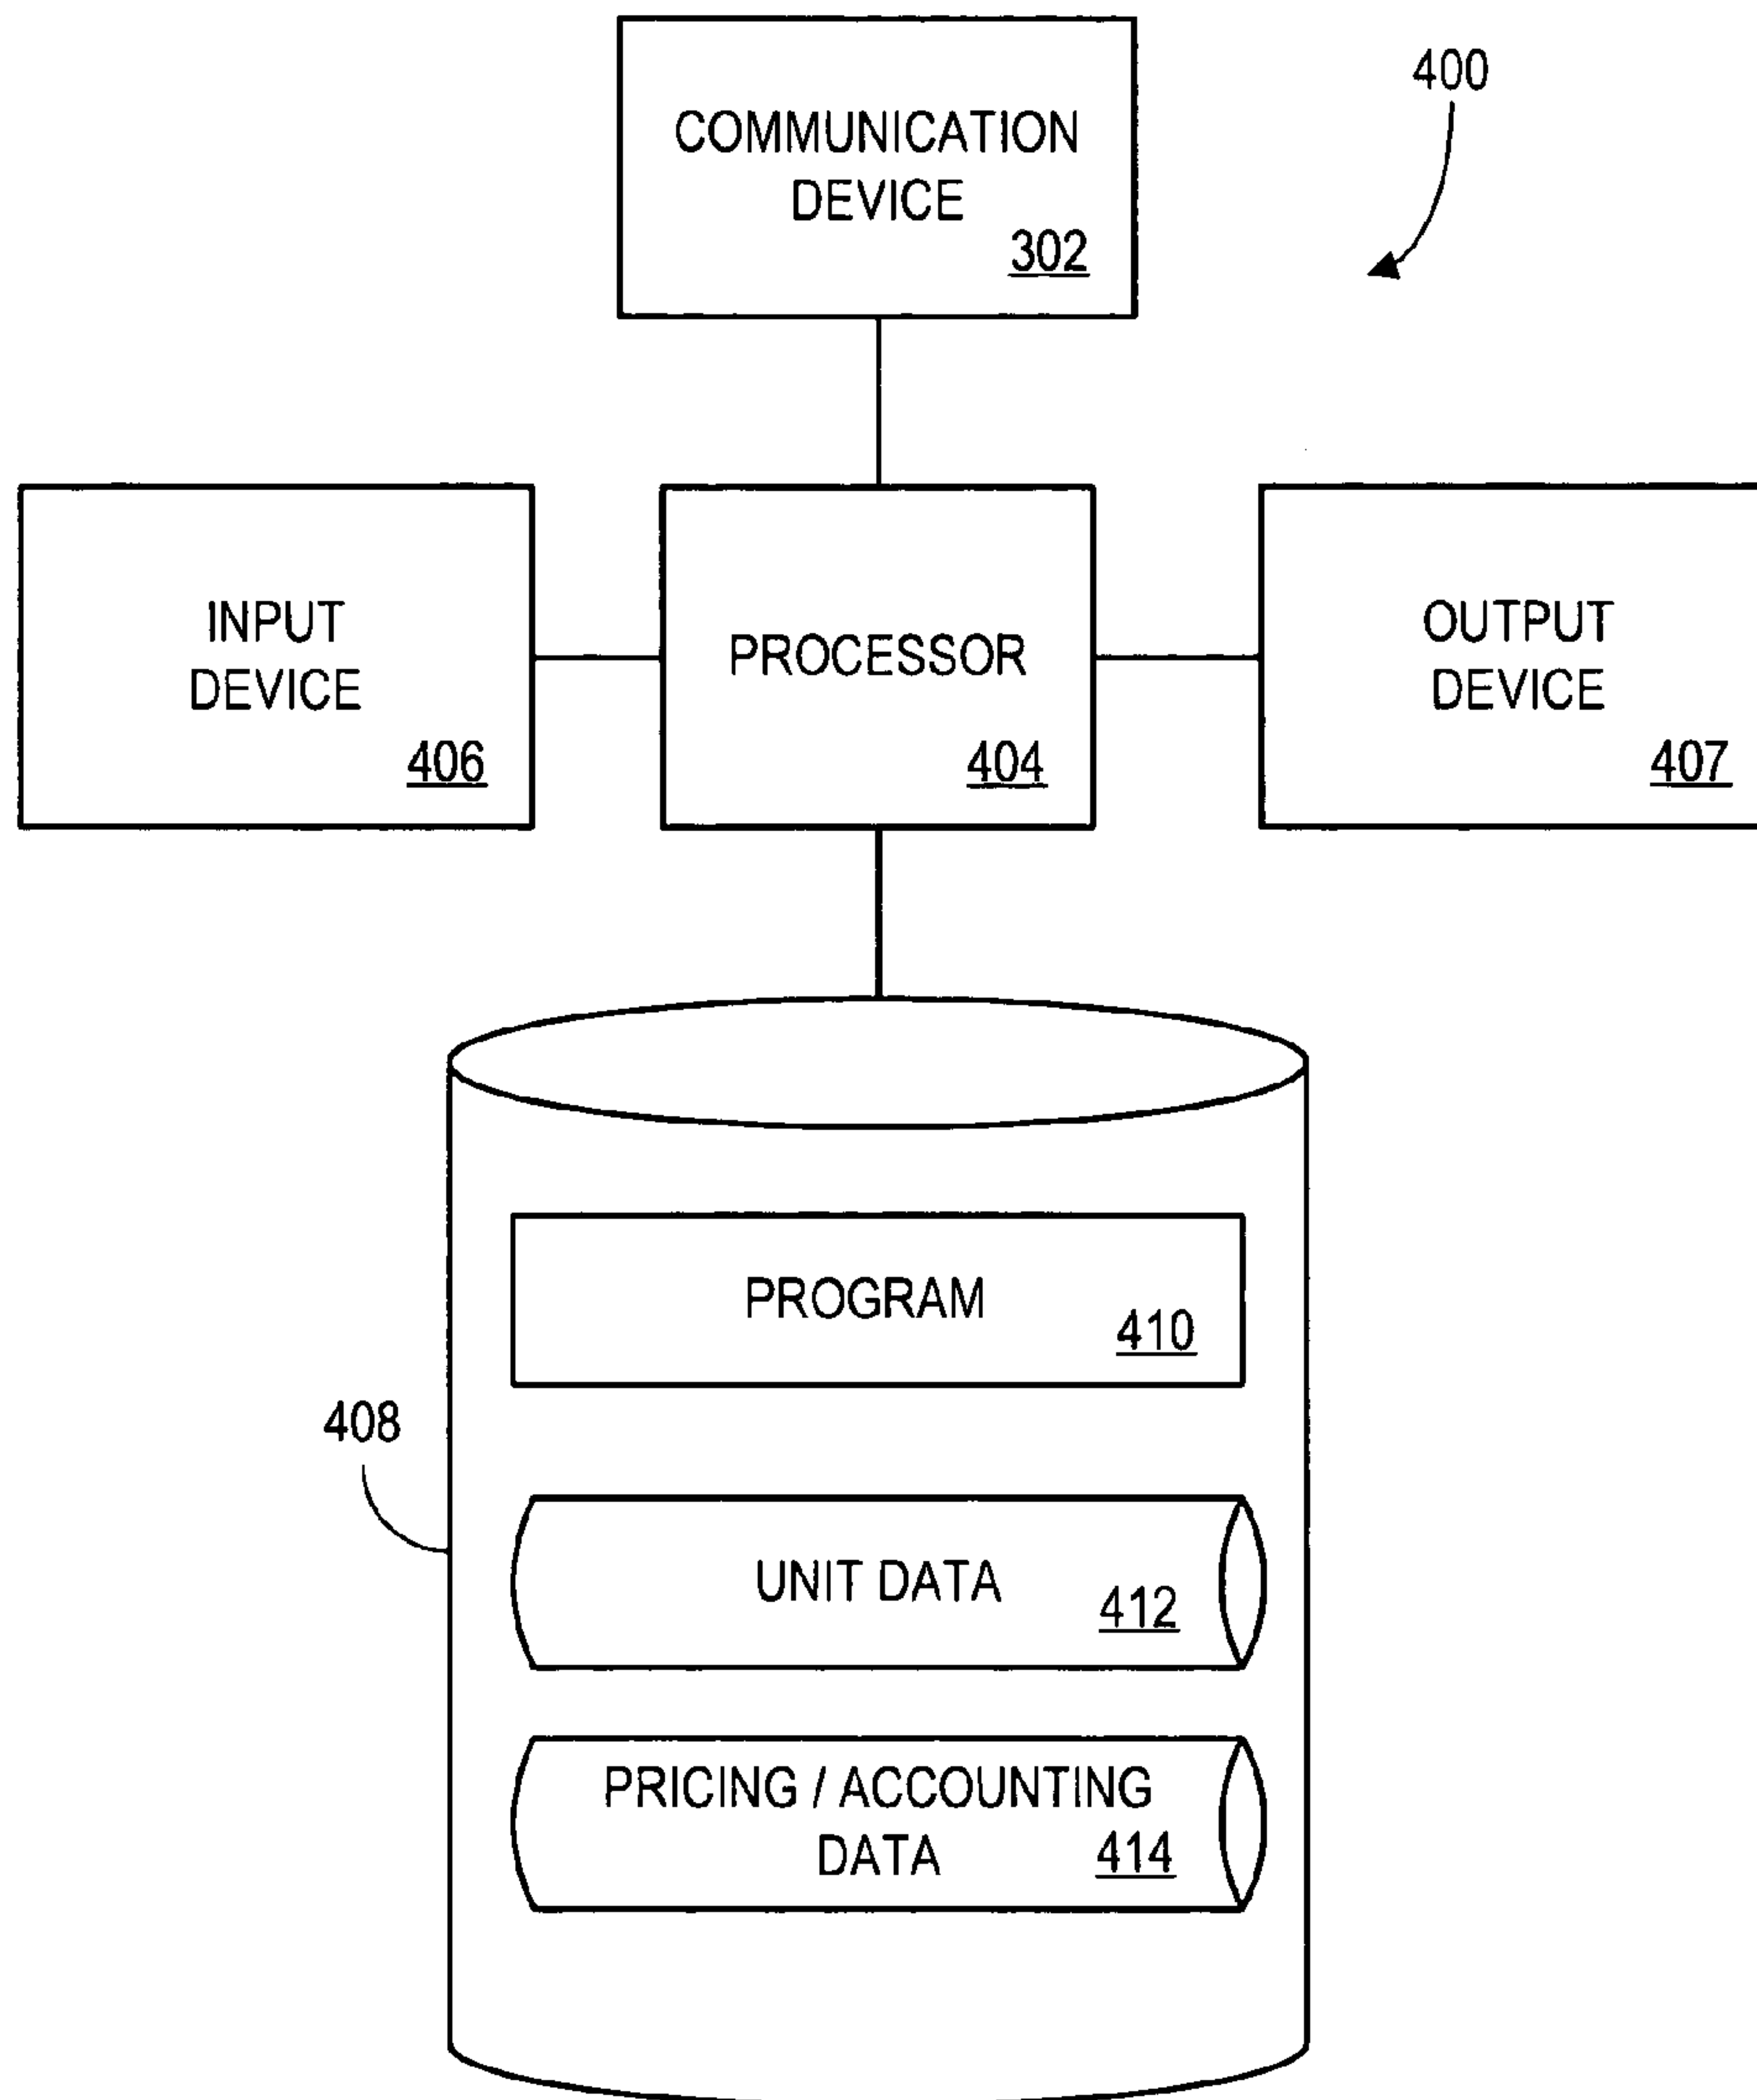 COMMUNICATION
DEVICE
302
400
INPUT
DEVICE
406
PROCESSOR
404
OUTPUT
DEVICE
407
PROGRAM
410
408
UNIT DATA
412
PRICING / ACCOUNTING
DATA
414